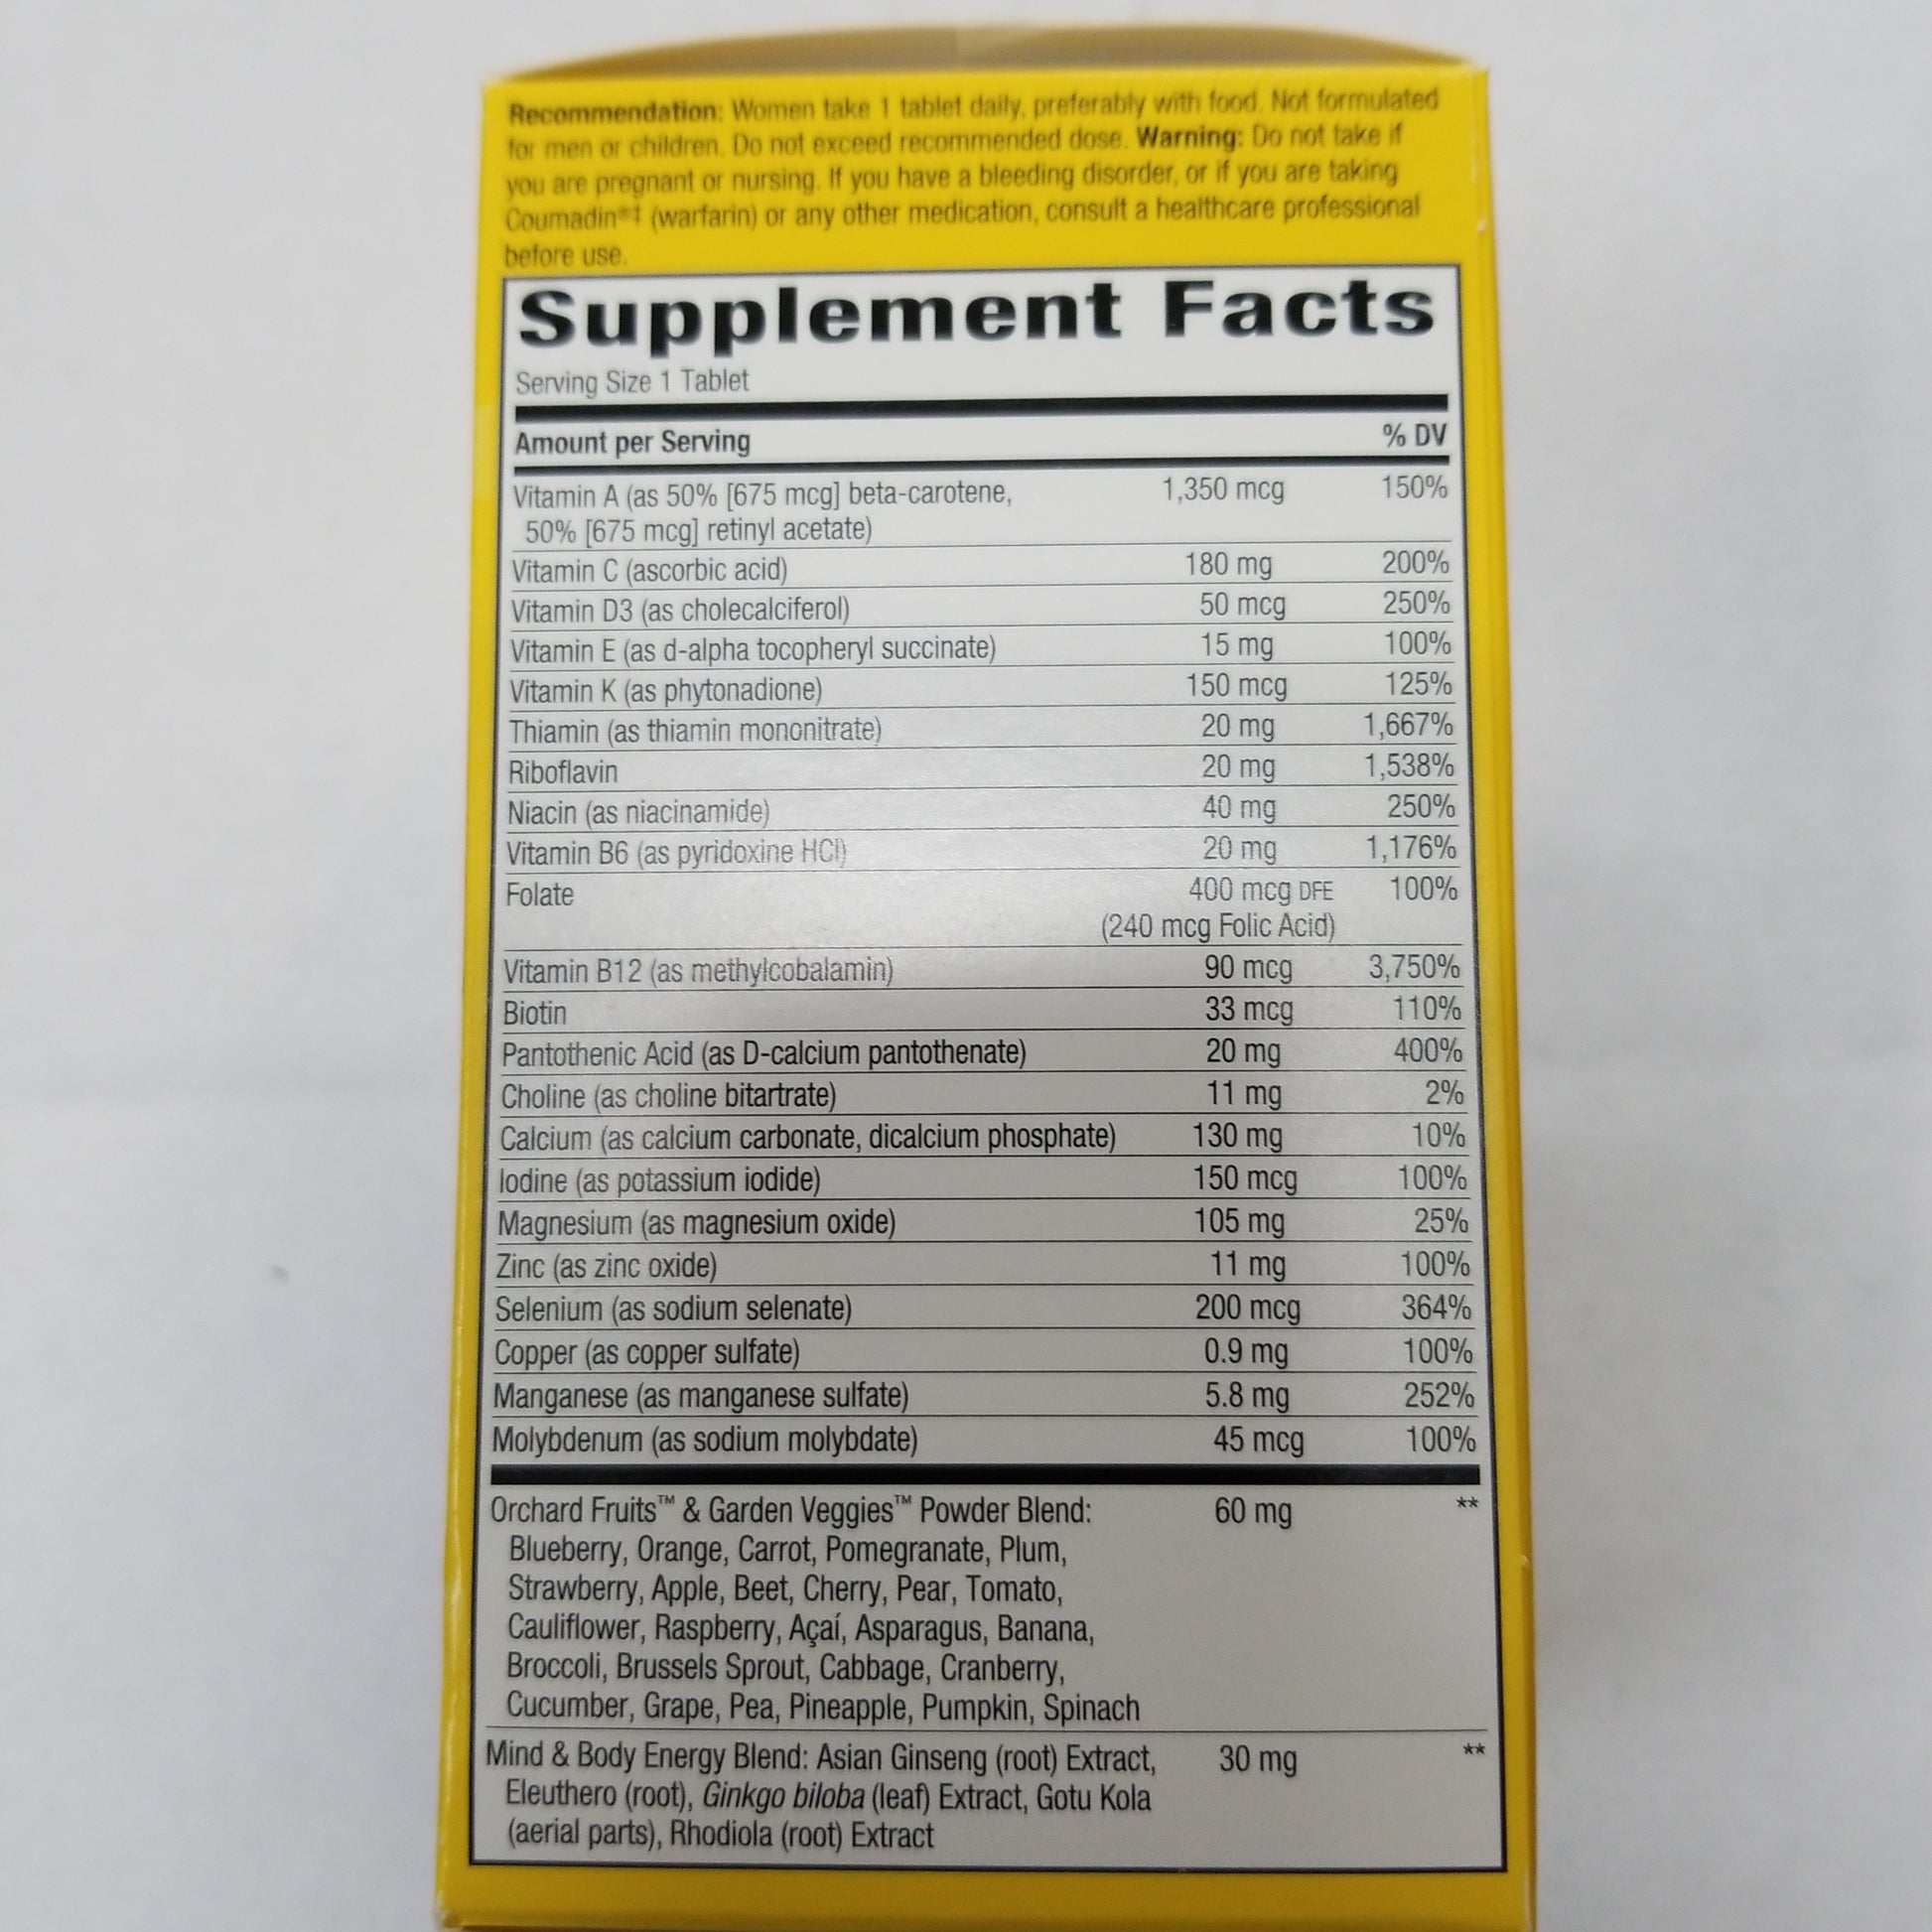 Recommendation: Women take 1 tablet daily, preferably with food. Not formulated
for men or children. Do not exceed recommended dose. Warning: Do not take if
you are pregnant or nursing. If you have a bleeding disorder, or if you are taking
Coumadin®‡ (warfarin) or any other medication, consult a healthcare professional
before use.
Supplement Facts
Serving Size 1 Tablet
Amount per Serving % DV
Vitamin A (as 50% [675 mcg] beta-carotene, 1,350 mcg 150%
50% [675 mcg] retinyl acetate)
Vitamin C (ascorbic acid) 180 mg 200%
Vitamin D3 (as cholecalciferol) 50 mcg 250%
Vitamin E (as d-alpha tocopheryl succinate) 15 mg 100%
Vitamin K (as phytonadione) 150 mcg 125%
Thiamin (as thiamin mononitrate) 20 mg 1,667%
Riboflavin 20 mg 1,538%
Niacin (as niacinamide) 40 mg 250%
Vitamin B6 (as pyridoxine HCl) 20 mg 1,176%
Folate 400 mcg DFE 100%
(240 mcg Folic Acid)
Vitamin B12 (as methylcobalamin) 90 mcg 3,750%
Biotin 33 mcg 110%
Pantothenic Acid (as D-calcium pantothenate) 20 mg 400%
Choline (as choline bitartrate) 11 mg 2%
Calcium (as calcium carbonate, dicalcium phosphate) 130 mg 10%
Iodine (as potassium iodide) 150 mcg 100%
Magnesium (as magnesium oxide) 105 mg 25%
Zinc (as zinc oxide) 11 mg 100%
Selenium (as sodium selenate) 200 mcg 364%
Copper (as copper sulfate) 0.9 mg 100%
Manganese (as manganese sulfate) 5.8 mg 252%
Molybdenum (as sodium molybdate) 45 mcg 100%
Orchard Fruits™ & Garden Veggies™ Powder Blend: 60 mg **
Blueberry, Orange, Carrot, Pomegranate, Plum,
Strawberry, Apple, Beet, Cherry, Pear, Tomato,
Cauliflower, Raspberry, Açaí, Asparagus, Banana,
Broccoli, Brussels Sprout, Cabbage, Cranberry,
Cucumber, Grape, Pea, Pineapple, Pumpkin, Spinach
Mind & Body Energy Blend: Asian Ginseng (root) Extract, 30 mg **
Eleuthero (root), Ginkgo biloba (leaf) Extract, Gotu Kola
(aerial parts), Rhodiola (root) Extract